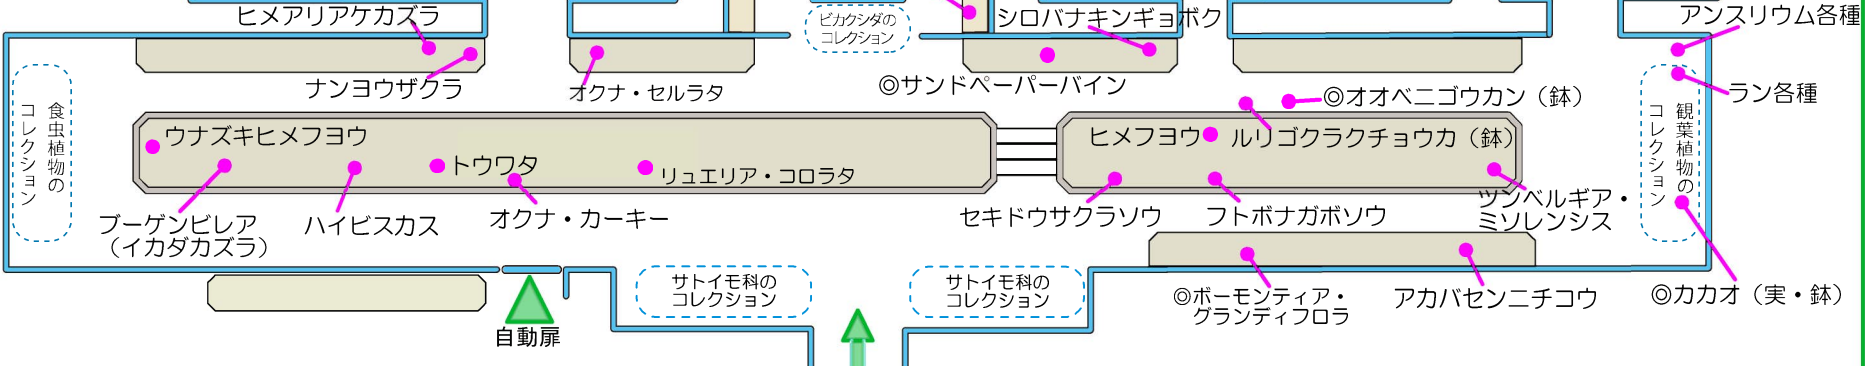 ヒメアリアケカズラ
ナンヨウザクラ
オクナ・セルラタ
ビカクシダの
コレクション
シロバナキンギョボク
◎サンドペーパーバイン
アンスリウム各種
ラン各種
◎オオベニゴウカン（鉢）
食虫植物の
コレクション
ウナズキヒメフヨウ
トウワタ
リュエリア・コロラタ
ヒメフヨウ
ルリゴクラクチョウカ（鉢）
観葉植物の
コレクション
ブーゲンビレア
（イカダカズラ）
ハイビスカス
オクナ・カーキー
セキドウサクラソウ
フトボナガボソウ
ツンベルギア・
ミソレンシス
サトイモ科の
コレクション
サトイモ科の
コレクション
◎ボーモンティア・
グランディフロラ
アカバセンニチコウ
◎カカオ（実・鉢）
自動扉